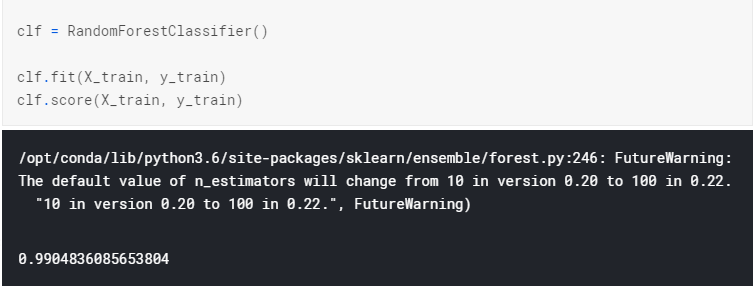 clf = RandomForestClassifier()
clf.fit(X_train, y_train)
clf.score(X_train, y_train)
/opt/conda/lib/python3.6/site-packages/sklearn/ensemble/forest.py:246: FutureWarning:
The default value of n_estimators will change from 10 in version 0.20 to 100 in 0.22.
"10 in version 0.20 to 100 in 0.22.", FutureWarning)
0.9904836085653804